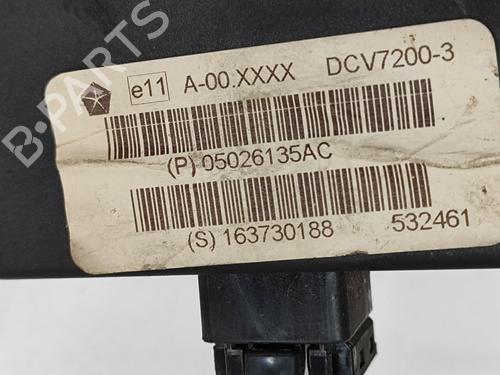 e11 A-00.XXXX DCV7200-3
(P) 05026135AC
(S) 163730188 532461
B-PARTS